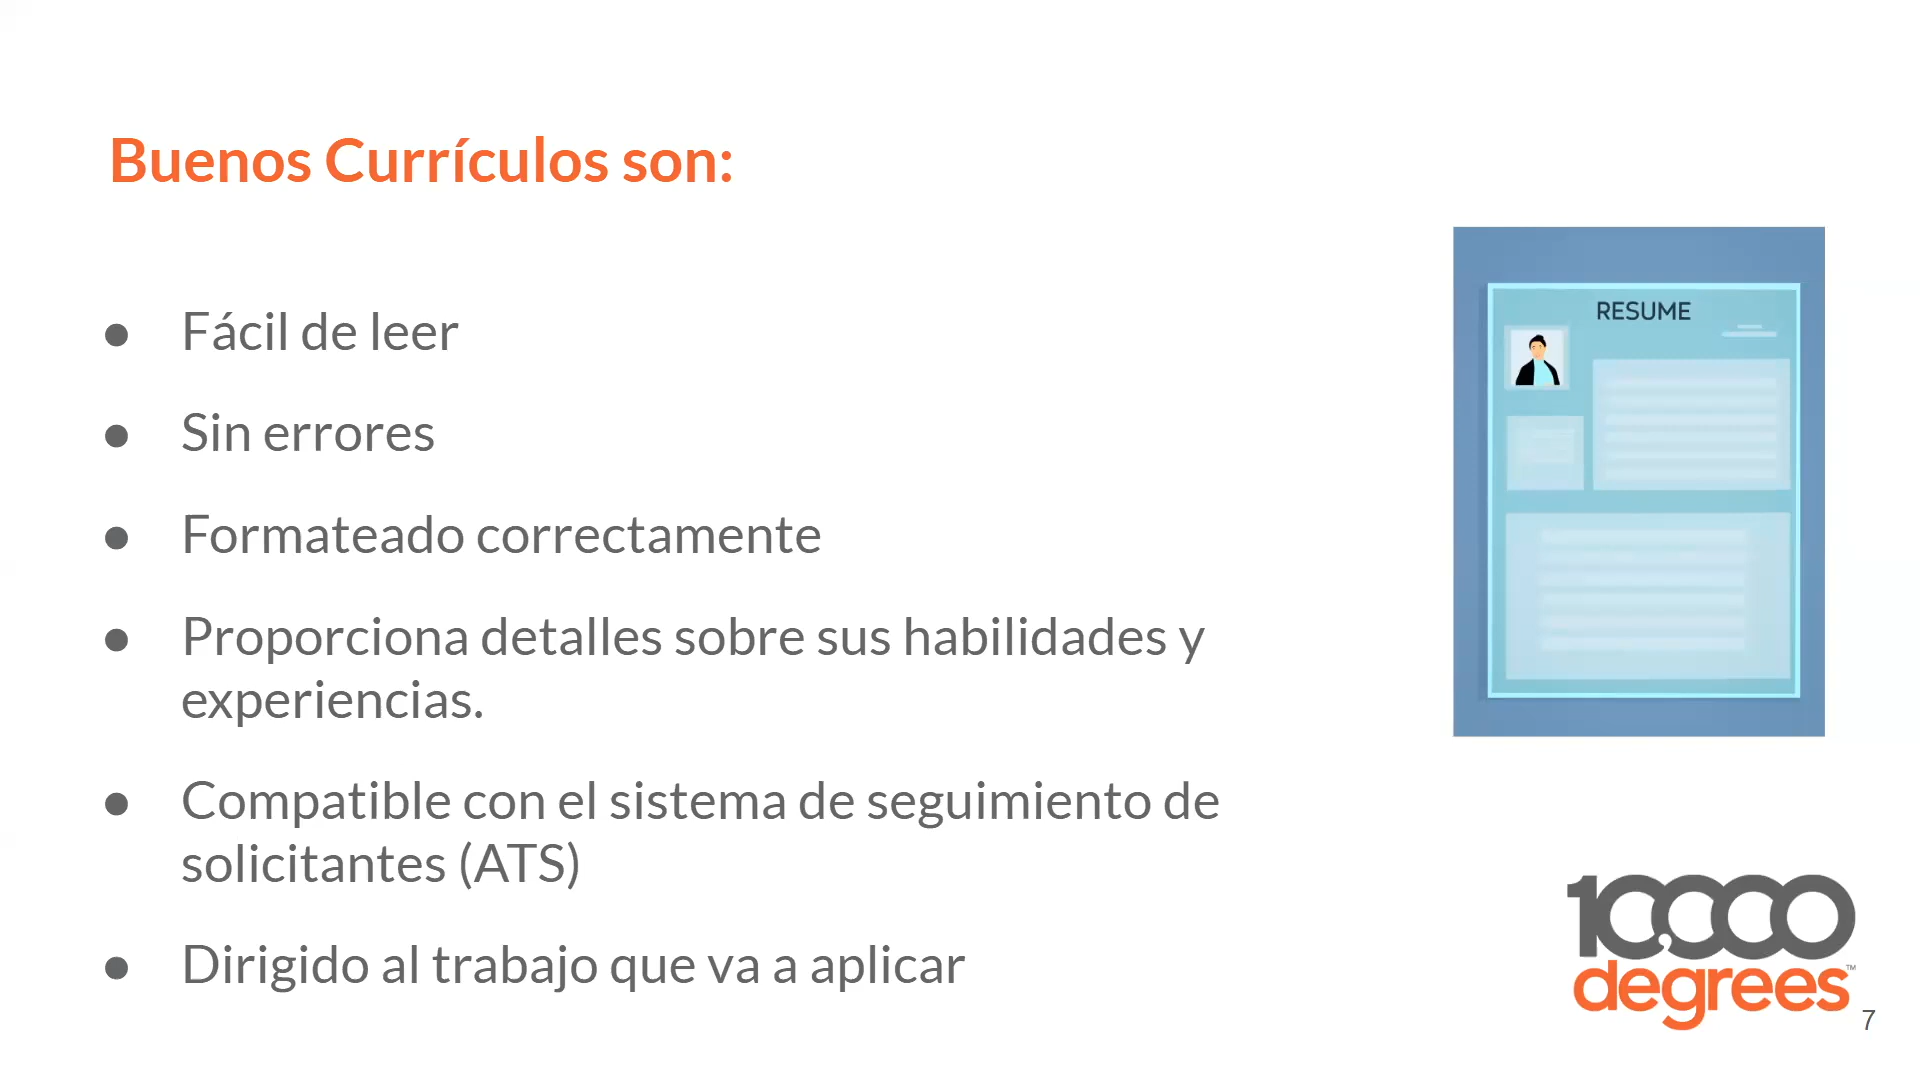 Buenos Currículos son:
● Fácil de leer
● Sin errores
● Formateado correctamente
● Proporciona detalles sobre sus habilidades y
experiencias.
● Compatible con el sistema de seguimiento de
solicitantes (ATS)
● Dirigido al trabajo que va a aplicar
RESUME
10,000
degrees™
7